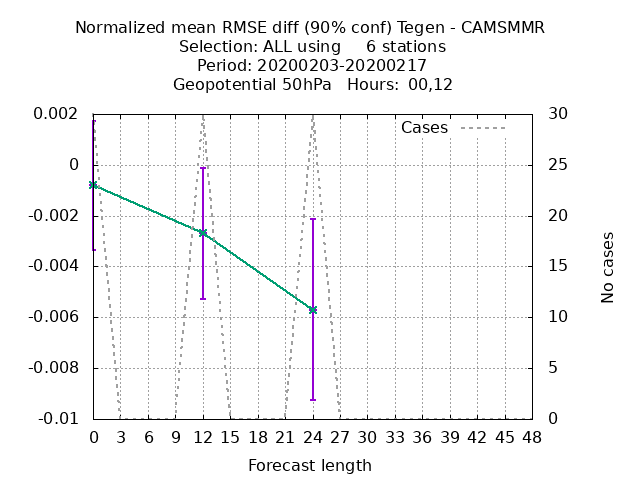 Normalized mean RMSE diff (90% conf) Tegen - CAMSMMR
Selection: ALL using 6 stations
Period: 20200203-20200217
Geopotential 50hPa Hours: 00,12
Cases
0.002
0
-0.002
-0.004
-0.006
-0.008
-0.01
30
25
20
15
10
5
0
No cases
0 3 6 9 12 15 18 21 24 27 30 33 36 39 42 45 48
Forecast length